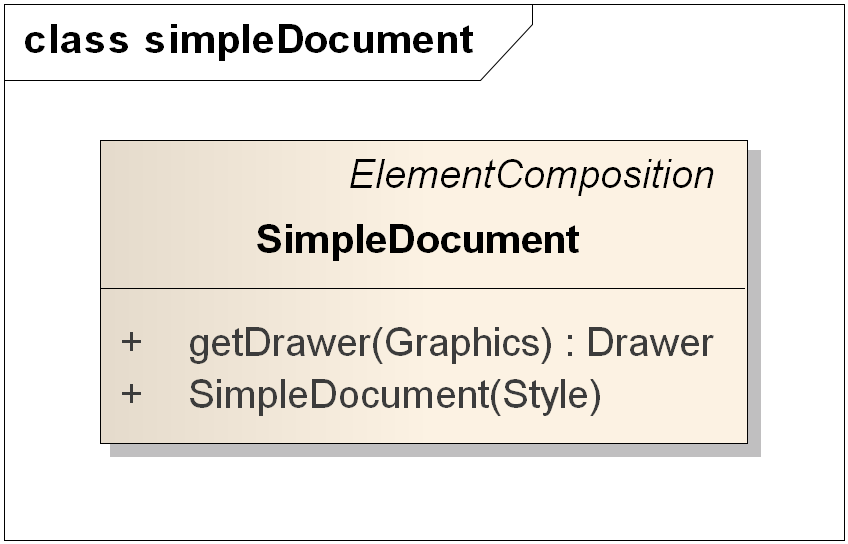 class simpleDocument
ElementComposition
SimpleDocument
+ getDrawer(Graphics) : Drawer
+ SimpleDocument(Style)